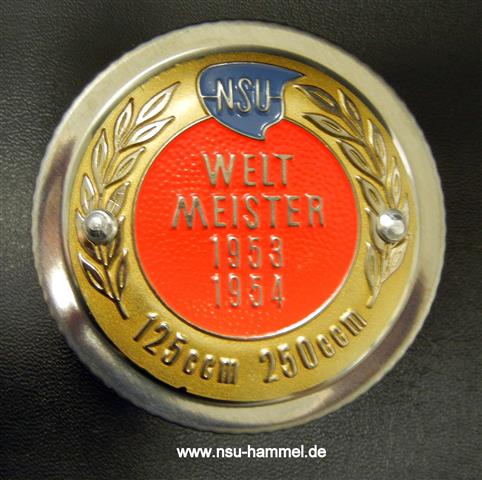 NSU
WELT
MEISTER
1953
1954
125ccm 250ccm
www.nsu-hammel.de